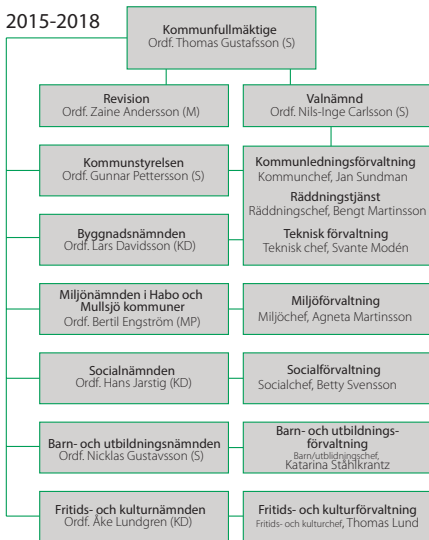 2015-2018
Kommunfullmäktige
Ordf. Thomas Gustafsson (S)
Revision
Ordf. Zaine Andersson (M)
Valnämnd
Ordf. Nils-Inge Carlsson (S)
Kommunstyrelsen
Ordf. Gunnar Pettersson (S)
Kommunledningsförvaltning
Kommunchef, Jan Sundman
Räddningstjänst
Räddningschef, Bengt Martinsson
Teknisk förvaltning
Teknisk chef, Svante Modén
Byggnadsnämnden
Ordf. Lars Davidsson (KD)
Miljönämnden i Habo och
Mullsjö kommuner
Ordf. Bertil Engström (MP)
Miljöförvaltning
Miljöchef, Agneta Martinsson
Socialnämnden
Ordf. Hans Jarstig (KD)
Socialförvaltning
Socialchef, Betty Svensson
Barn- och utbildningsnämnden
Ordf. Nicklas Gustavsson (S)
Barn- och utbildnings-
förvaltning
Barn/utblidningschef,
Katarina Ståhlkrantz
Fritids- och kulturnämnden
Ordf. Åke Lundgren (KD)
Fritids- och kulturförvaltning
Fritids- och kulturchef, Thomas Lund